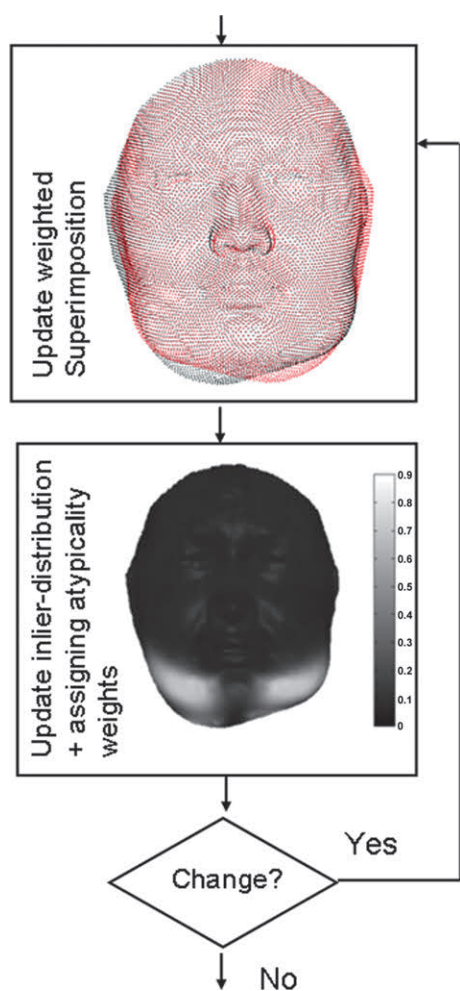 Update weighted
Superimposition
Update inlier-distribution
+ assigning atypicality
weights
0.9
0.8
0.7
0.6
0.5
0.4
0.3
0.2
0.1
0
Change?
Yes
No